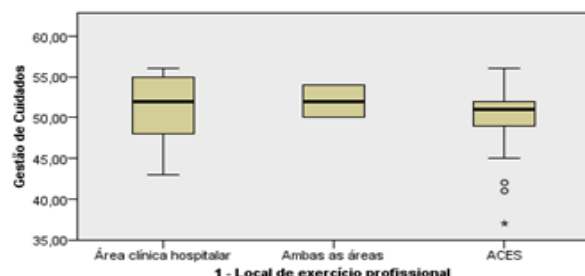 Gestão de Cuidados
60,00
55,00
50,00
45,00
40,00
35,00
Área clínica hospitalar Ambas as áreas ACES
1 - Local de exercício profissional